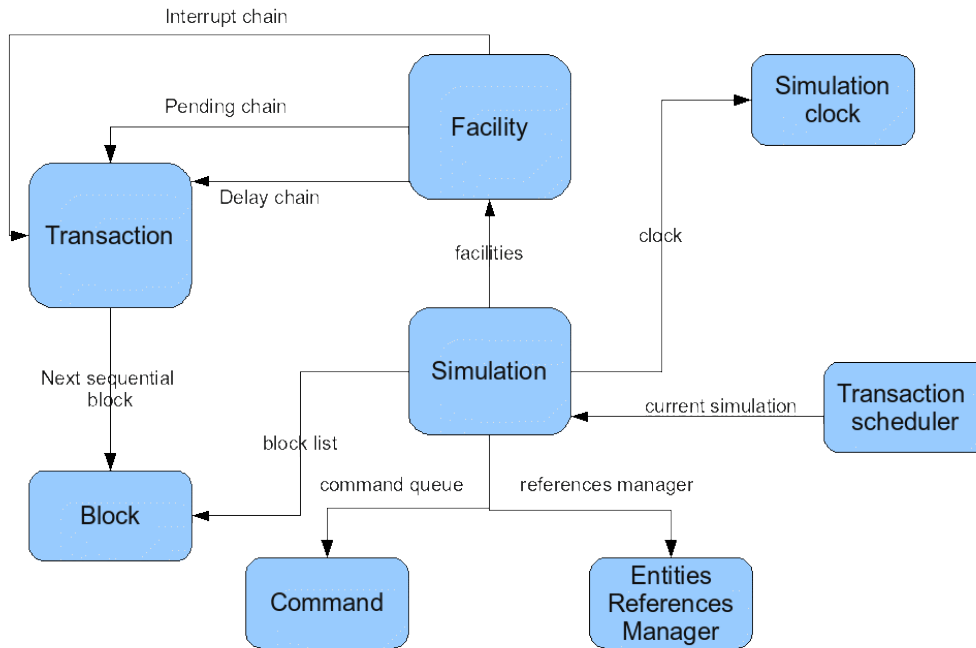 Interrupt chain
Pending chain
Facility
Simulation
clock
Delay chain
Transaction
facilities
clock
Simulation
Next sequential
block
Transaction
scheduler
current simulation
block list
command queue
references manager
Block
Command
Entities
References
Manager